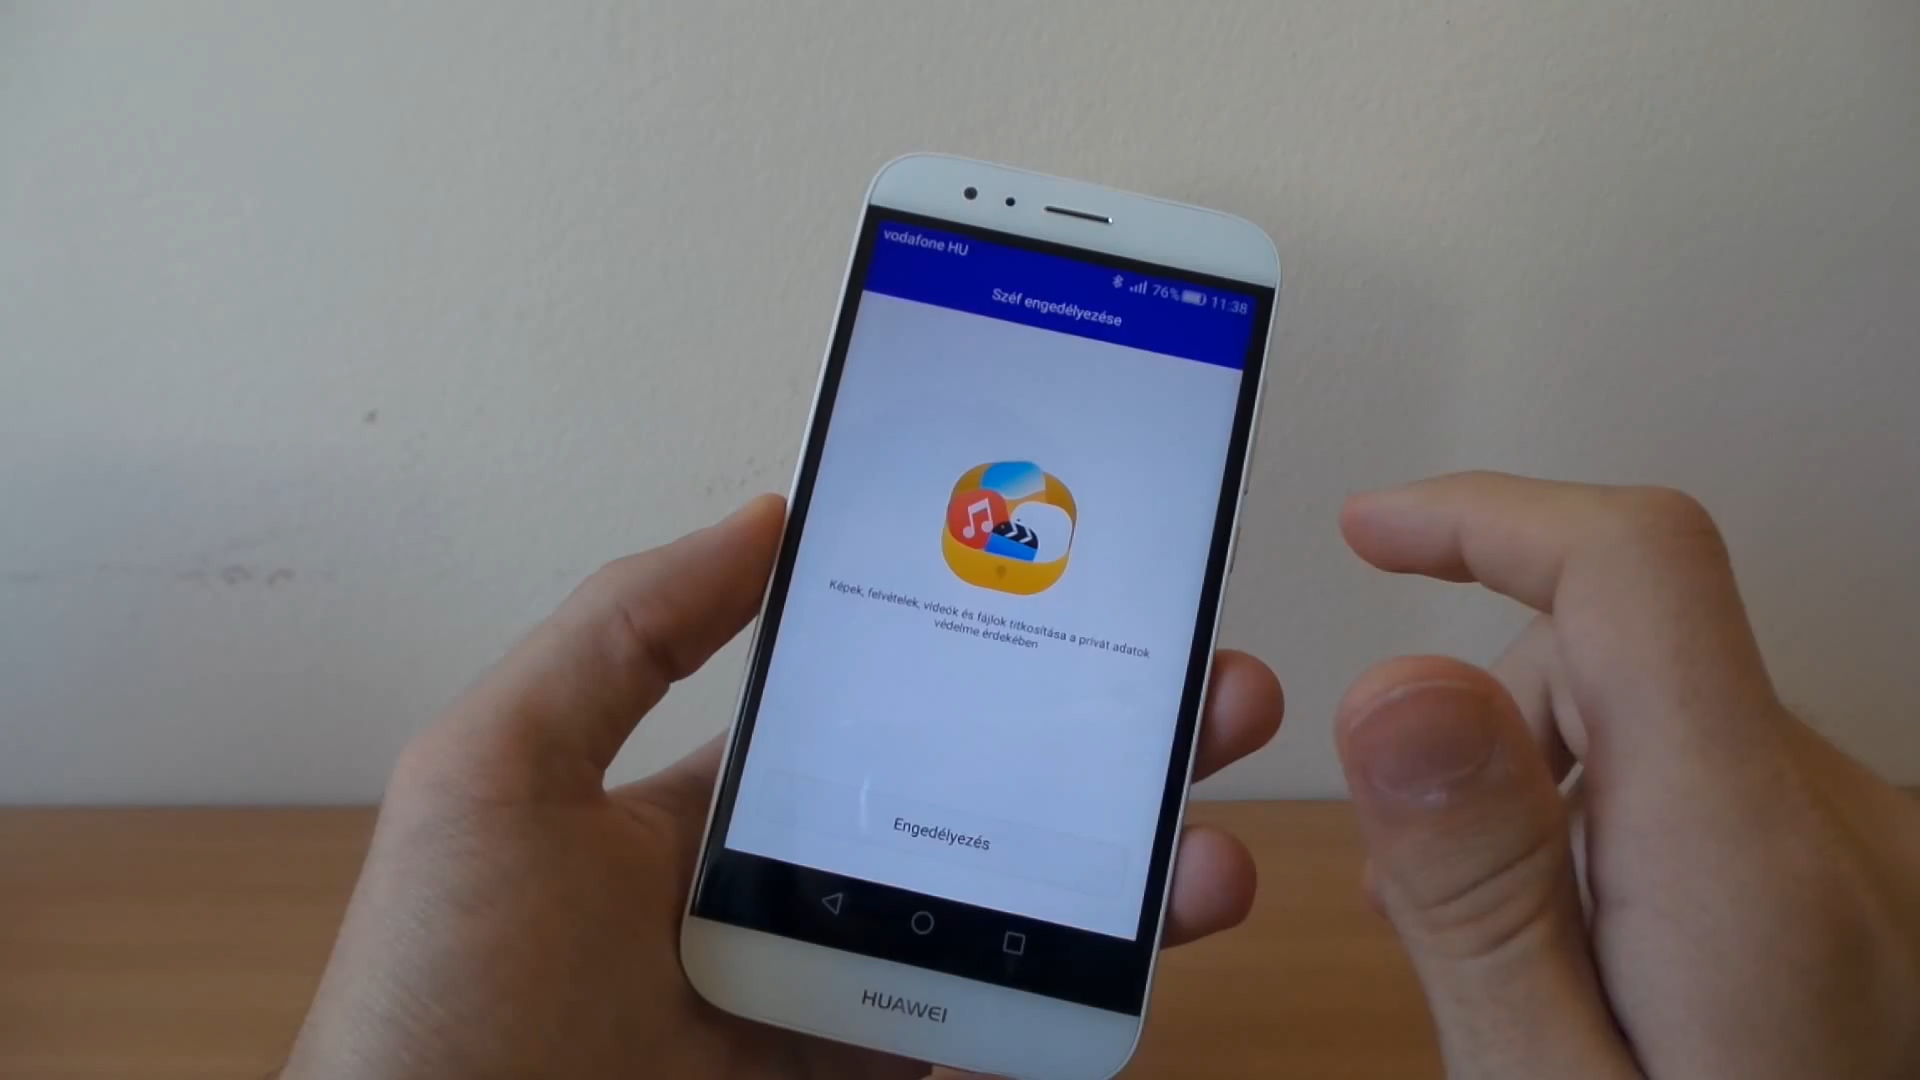 vodafone HU
76% 11:38
Széf engedélyezése
Képek, felvételek, videók és fájlok titkosítása a privát adatok
védelme érdekében
Engedélyezés
HUAWEI